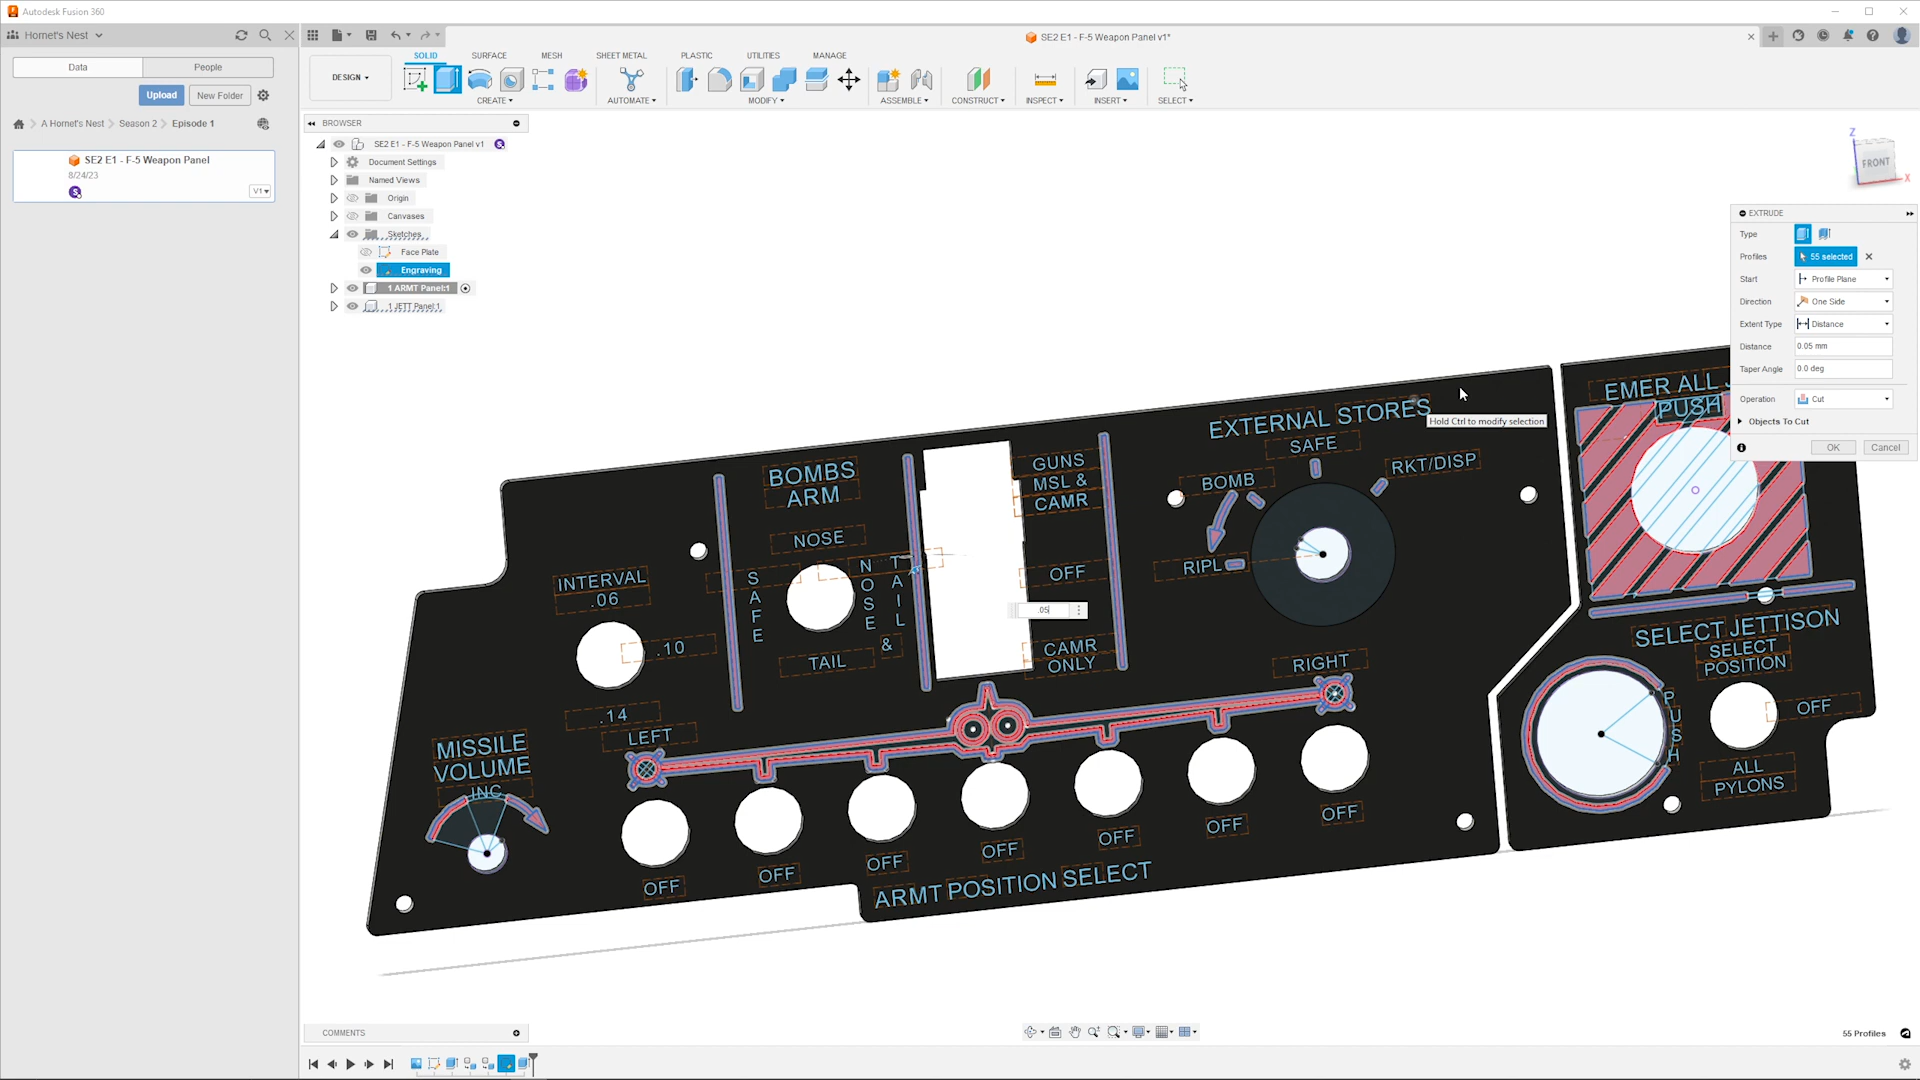 Autodesk Fusion 360
Hornet's Nest
SE2 E1 - F-5 Weapon Panel v1*
Data
People
Upload
New Folder
A Hornet's Nest
Season 2
Episode 1
SE2 E1 - F-5 Weapon Panel
8/24/23
S
V1
DESIGN
SOLID
SURFACE
MESH
SHEET METAL
PLASTIC
UTILITIES
MANAGE
CREATE
AUTOMATE
MODIFY
ASSEMBLE
CONSTRUCT
INSPECT
INSERT
SELECT
BROWSER
SE2 E1 - F-5 Weapon Panel v1
S
Document Settings
Named Views
Origin
Canvases
Sketches
Face Plate
Engraving
1 ARMT Panel:1
1 JETT Panel:1
Z
FRONT
X
EXTRUDE
Type
Profiles
55 selected
Start
Profile Plane
Direction
One Side
Extent Type
Distance
Distance
0.05 mm
Taper Angle
0.0 deg
Operation
Cut
Objects To Cut
OK
Cancel
Hold Ctrl to modify selection
EMER ALL J
PUSH
EXTERNAL STORES
SAFE
BOMB
RKT/DISP
RIPL
BOMBS
ARM
NOSE
SAFE
NOSE
TAIL
&
TAIL
GUNS
MSL &
CAMR
OFF
CAMR
ONLY
.05
INTERVAL
.06
.10
.14
LEFT
RIGHT
MISSILE
VOLUME
INC
OFF
OFF
OFF
OFF
OFF
OFF
OFF
ARMT POSITION SELECT
SELECT JETTISON
SELECT
POSITION
PUSH
OFF
ALL
PYLONS
COMMENTS
55 Profiles